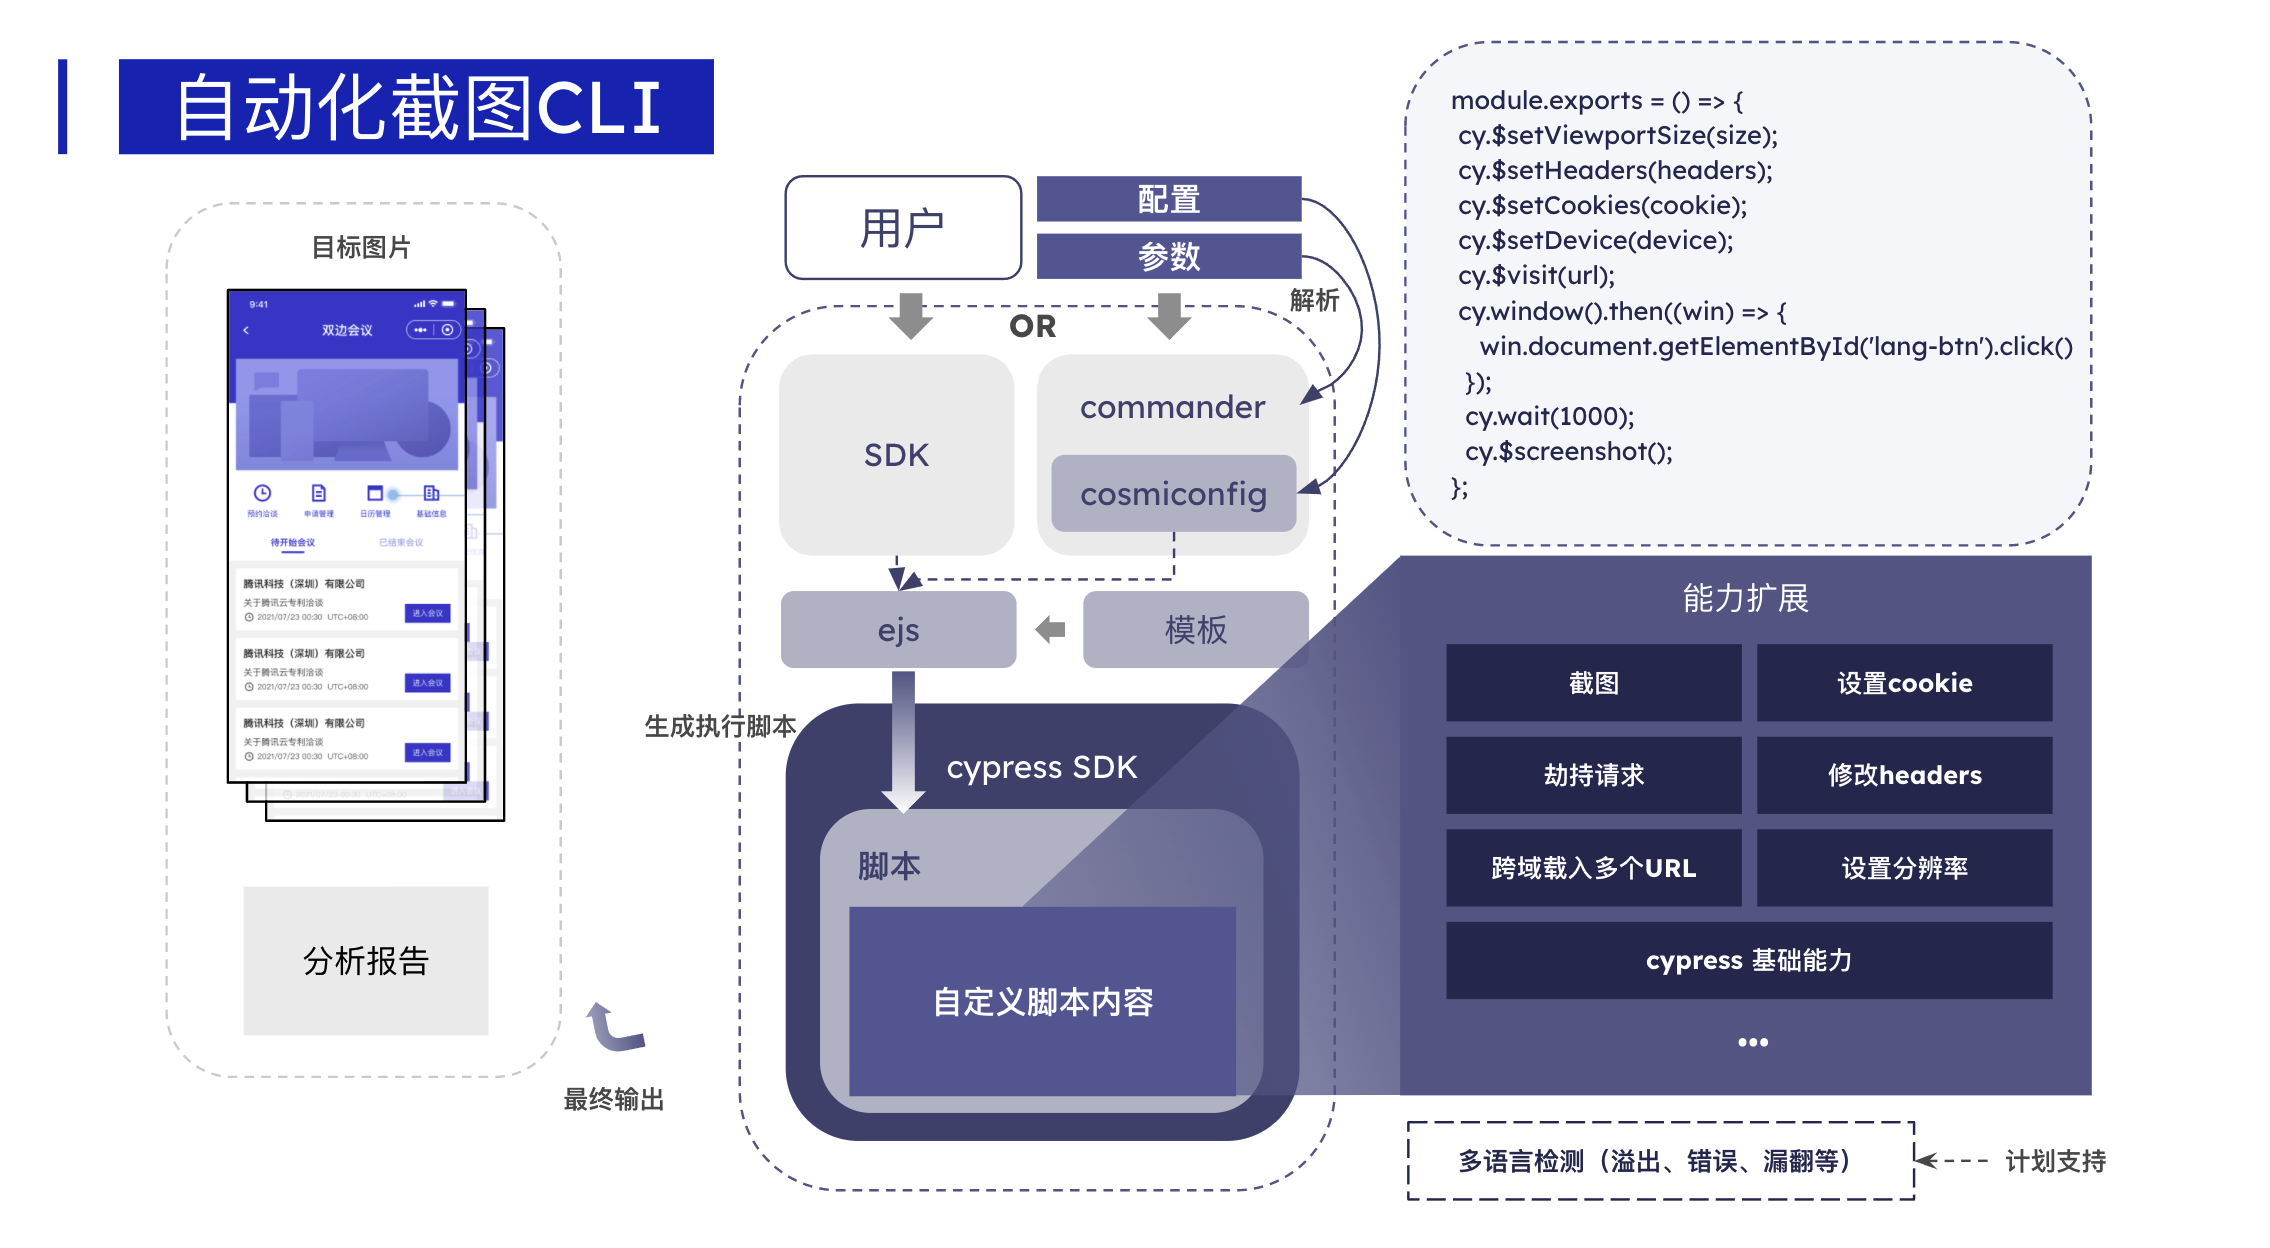 自动化截图CLI
目标图片
9:41
双边会议
预约洽谈
申请管理
日历管理
基础信息
待开始会议
已结束会议
腾讯科技（深圳）有限公司
关于腾讯云专利洽谈
2021/07/23 00:30 UTC+08:00
进入会议
腾讯科技（深圳）有限公司
关于腾讯云专利洽谈
2021/07/23 00:30 UTC+08:00
进入会议
腾讯科技（深圳）有限公司
关于腾讯云专利洽谈
2021/07/23 00:30 UTC+08:00
进入会议
分析报告
最终输出
用户
配置
参数
解析
OR
SDK
commander
cosmiconfig
ejs
模板
生成执行脚本
cypress SDK
脚本
自定义脚本内容
module.exports = () => {
cy.$setViewportSize(size);
cy.$setHeaders(headers);
cy.$setCookies(cookie);
cy.$setDevice(device);
cy.$visit(url);
cy.window().then((win) => {
win.document.getElementById('lang-btn').click()
});
cy.wait(1000);
cy.$screenshot();
};
能力扩展
截图
设置cookie
劫持请求
修改headers
跨域载入多个URL
设置分辨率
cypress 基础能力
•••
多语言检测（溢出、错误、漏翻等）
计划支持